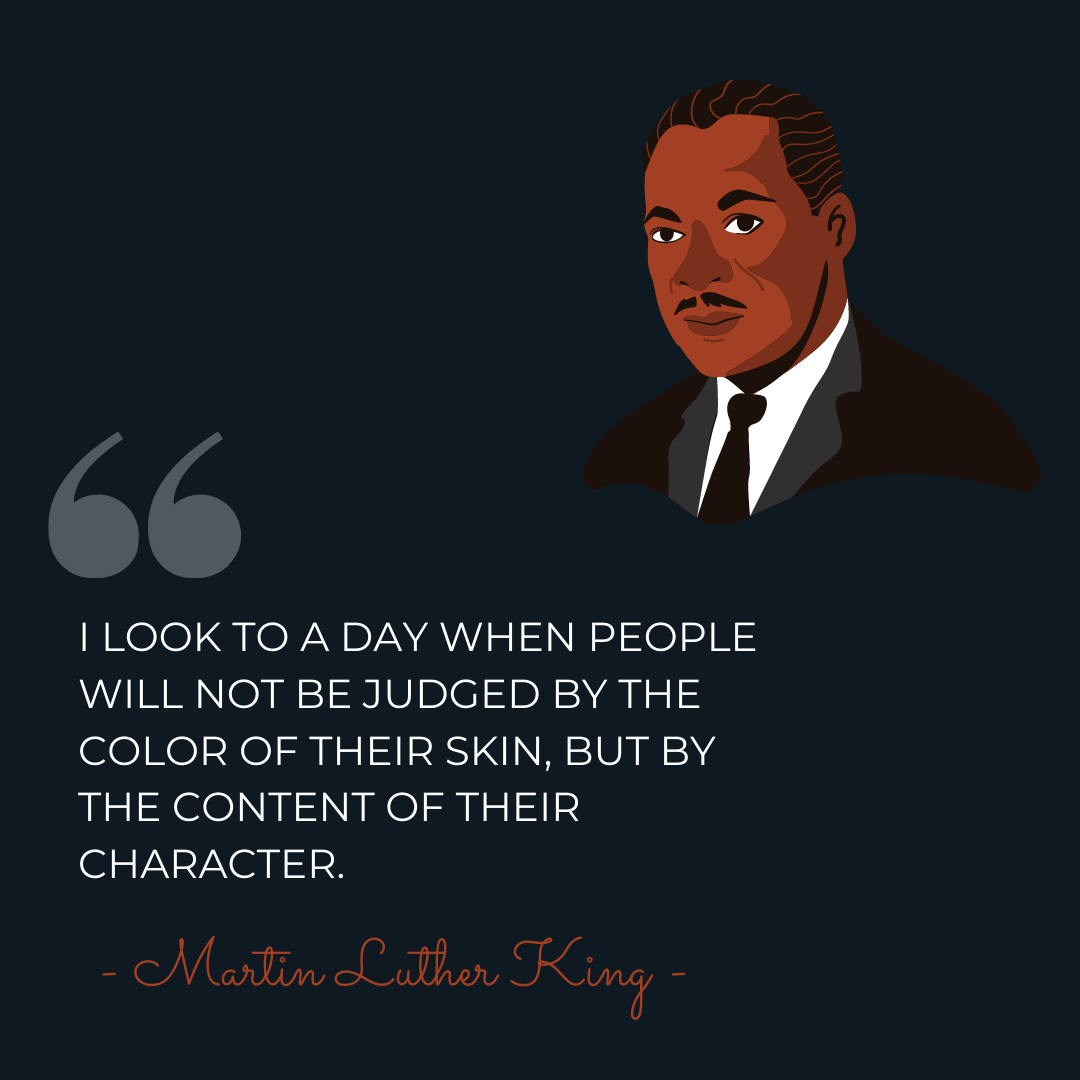 I LOOK TO A DAY WHEN PEOPLE
WILL NOT BE JUDGED BY THE
COLOR OF THEIR SKIN, BUT BY
THE CONTENT OF THEIR
CHARACTER.
- Martin Luther King -